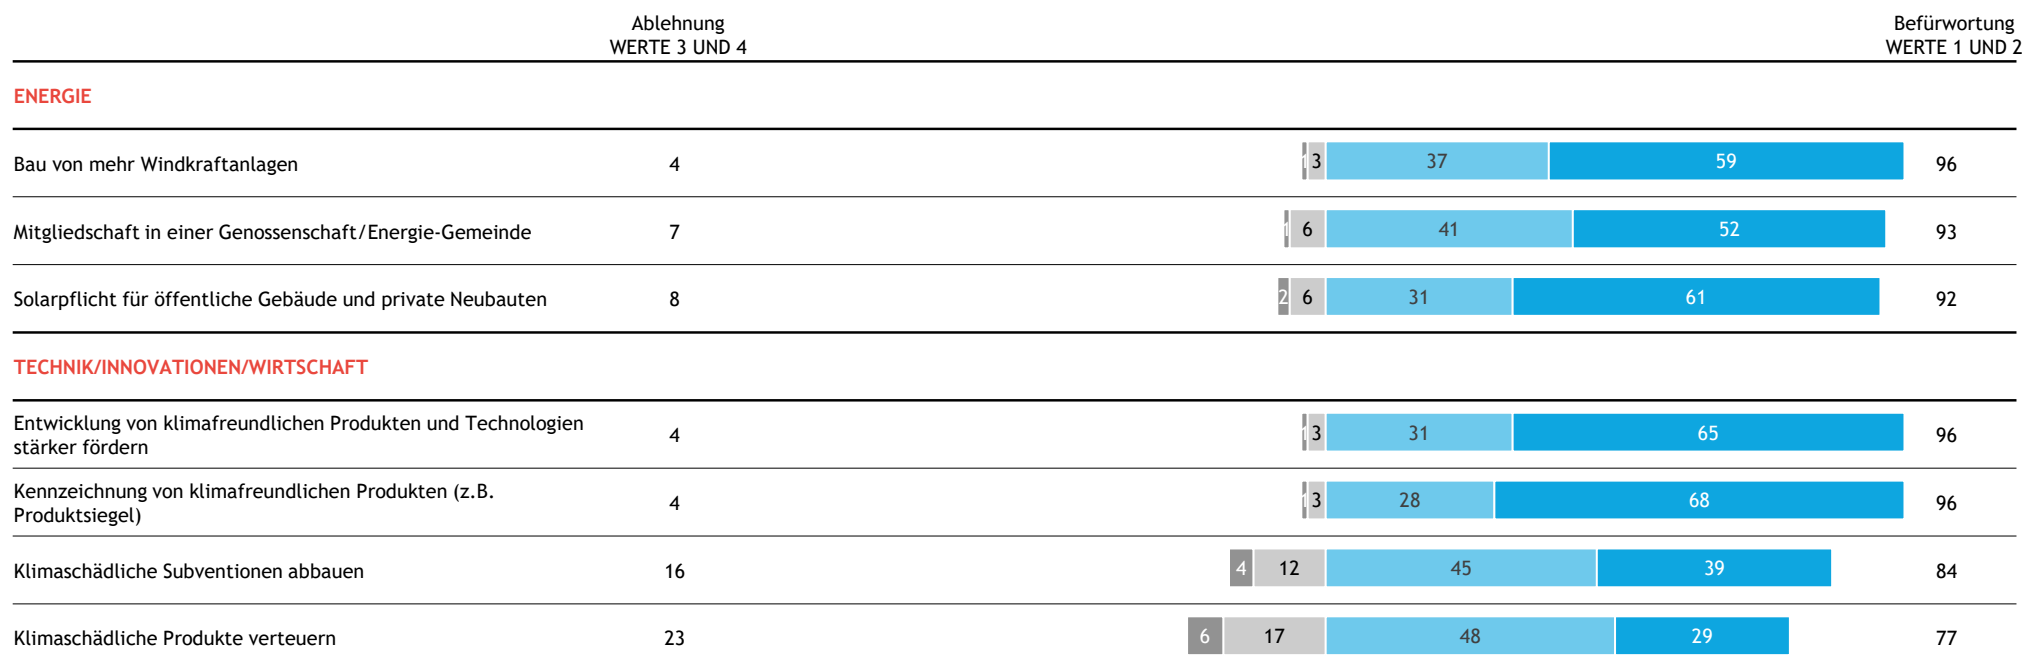 Ablehnung
WERTE 3 UND 4
Befürwortung
WERTE 1 UND 2
ENERGIE
Bau von mehr Windkraftanlagen 4 1 3 37 59 96
Mitgliedschaft in einer Genossenschaft/Energie-Gemeinde 7 1 6 41 52 93
Solarpflicht für öffentliche Gebäude und private Neubauten 8 2 6 31 61 92
TECHNIK/INNOVATIONEN/WIRTSCHAFT
Entwicklung von klimafreundlichen Produkten und Technologien
stärker fördern
4 1 3 31 65 96
Kennzeichnung von klimafreundlichen Produkten (z.B.
Produktsiegel)
4 1 3 28 68 96
Klimaschädliche Subventionen abbauen 16 4 12 45 39 84
Klimaschädliche Produkte verteuern 23 6 17 48 29 77